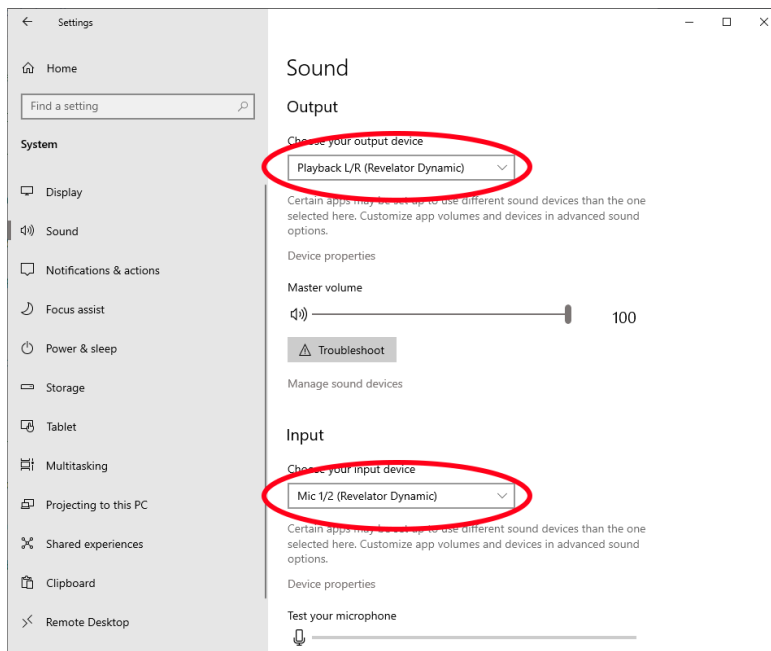 Settings
Home
Find a setting
System
Display
Sound
Notifications & actions
Focus assist
Power & sleep
Storage
Tablet
Multitasking
Projecting to this PC
Shared experiences
Clipboard
Remote Desktop
Sound
Output
Choose your output device
Playback L/R (Revelator Dynamic)
Certain apps may be set up to use different sound devices than the one
selected here. Customize app volumes and devices in advanced sound
options.
Device properties
Master volume
100
Troubleshoot
Manage sound devices
Input
Choose your input device
Mic 1/2 (Revelator Dynamic)
Certain apps may be set up to use different sound devices than the one
selected here. Customize app volumes and devices in advanced sound
options.
Device properties
Test your microphone